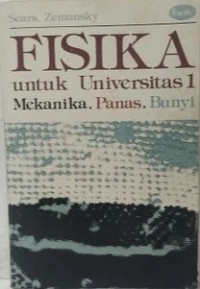 Sears. Zemansky
FISIKA
untuk Universitas 1
Mekanika. Panas. Bunyi